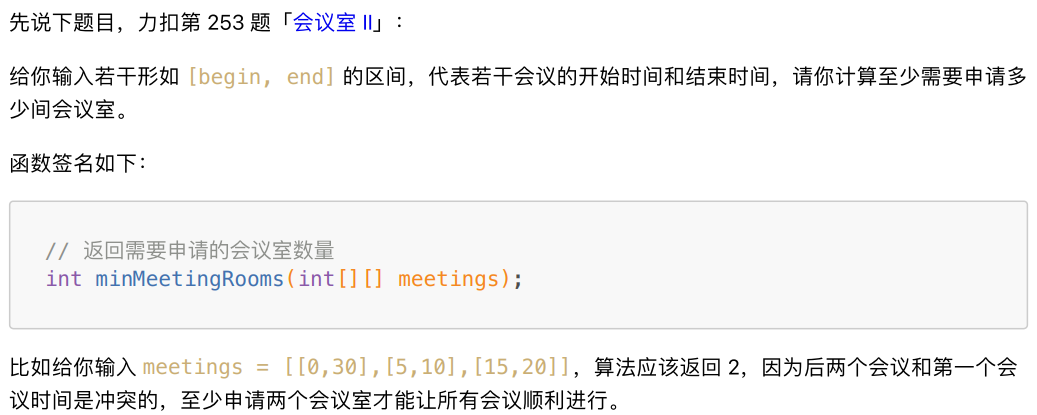 先说下题目，力扣第 253 题「会议室 II」：
给你输入若干形如 [begin, end] 的区间，代表若干会议的开始时间和结束时间，请你计算至少需要申请多
少间会议室。
函数签名如下：
// 返回需要申请的会议室数量
int minMeetingRooms(int[][] meetings);
比如给你输入 meetings = [[0,30],[5,10],[15,20]]，算法应该返回 2，因为后两个会议和第一个会
议时间是冲突的，至少申请两个会议室才能让所有会议顺利进行。